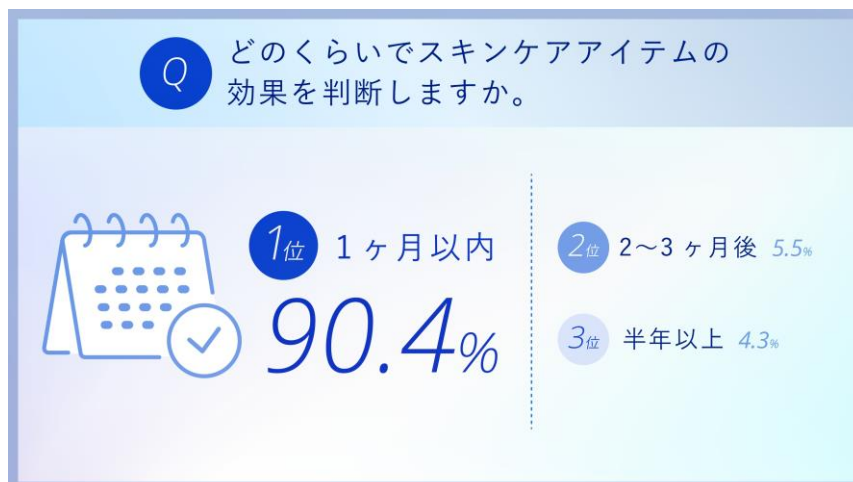 Q
どのくらいでスキンケアアイテムの
効果を判断しますか。
1位 1ヶ月以内
90.4%
2位 2〜3ヶ月後 5.5%
3位 半年以上 4.3%